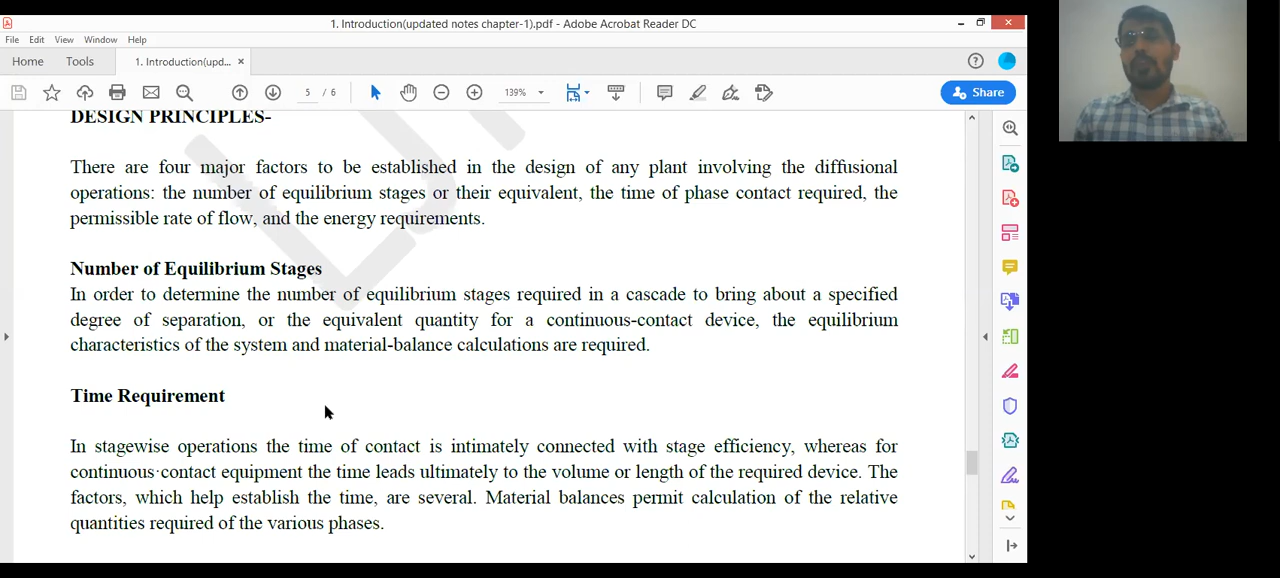 1. Introduction(updated notes chapter-1).pdf - Adobe Acrobat Reader DC
File Edit View Window Help
Home Tools 1. Introduction(upd... ×
5 / 6 139% Share
DESIGN PRINCIPLES-
There are four major factors to be established in the design of any plant involving the diffusional
operations: the number of equilibrium stages or their equivalent, the time of phase contact required, the
permissible rate of flow, and the energy requirements.
Number of Equilibrium Stages
In order to determine the number of equilibrium stages required in a cascade to bring about a specified
degree of separation, or the equivalent quantity for a continuous-contact device, the equilibrium
characteristics of the system and material-balance calculations are required.
Time Requirement
In stagewise operations the time of contact is intimately connected with stage efficiency, whereas for
continuous·contact equipment the time leads ultimately to the volume or length of the required device. The
factors, which help establish the time, are several. Material balances permit calculation of the relative
quantities required of the various phases.